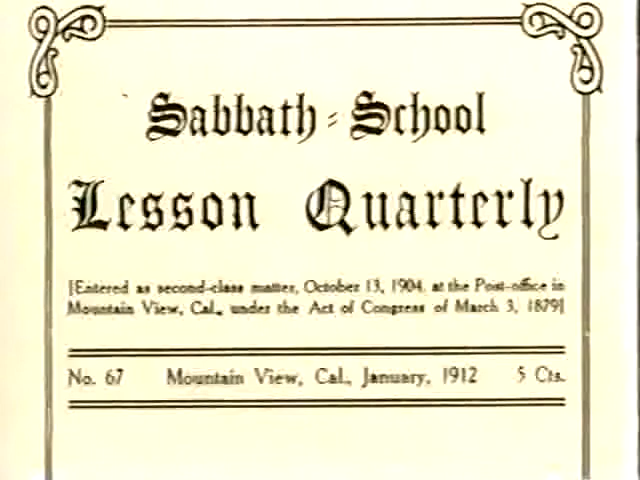 Sabbath-School
Lesson Quarterly
[Entered as second-class matter, October 13, 1904, at the Post-office in
Mountain View, Cal., under the Act of Congress of March 3, 1879]
No. 67 Mountain View, Cal., January, 1912 5 Cts.